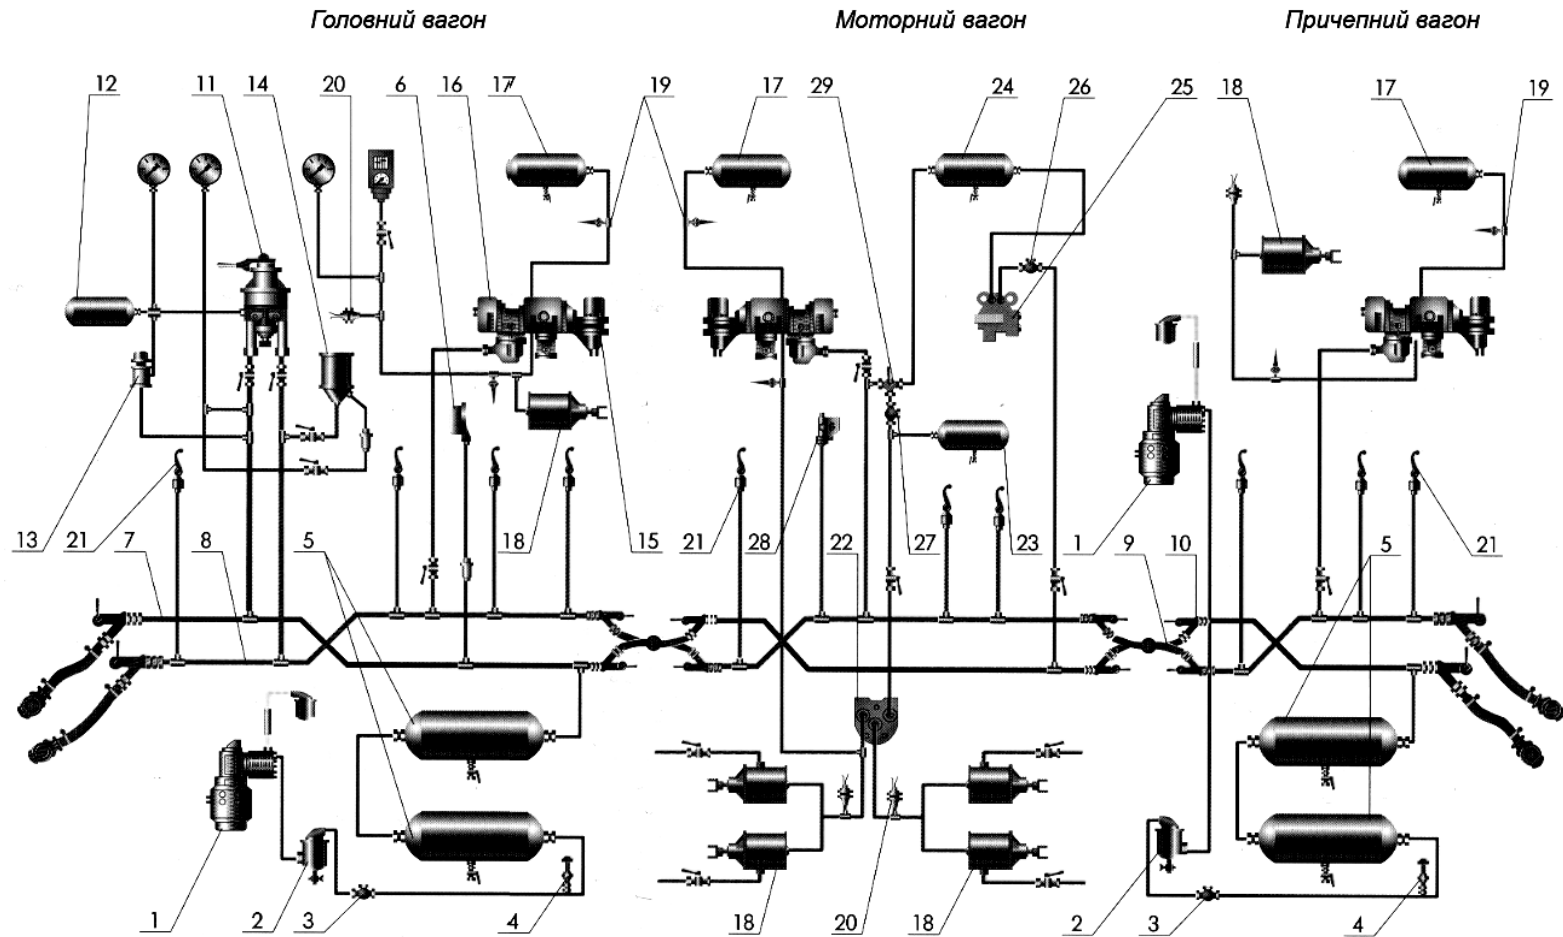 Головний вагон Моторний вагон Причепний вагон
12 11 14 20 6 16 17 19 17 29 24 26 25 18 17 19
13 21 7 8 5 18 15 21 28 22 27 23 1 9 10 5 21
1 2 3 4 18 20 18 2 3 4